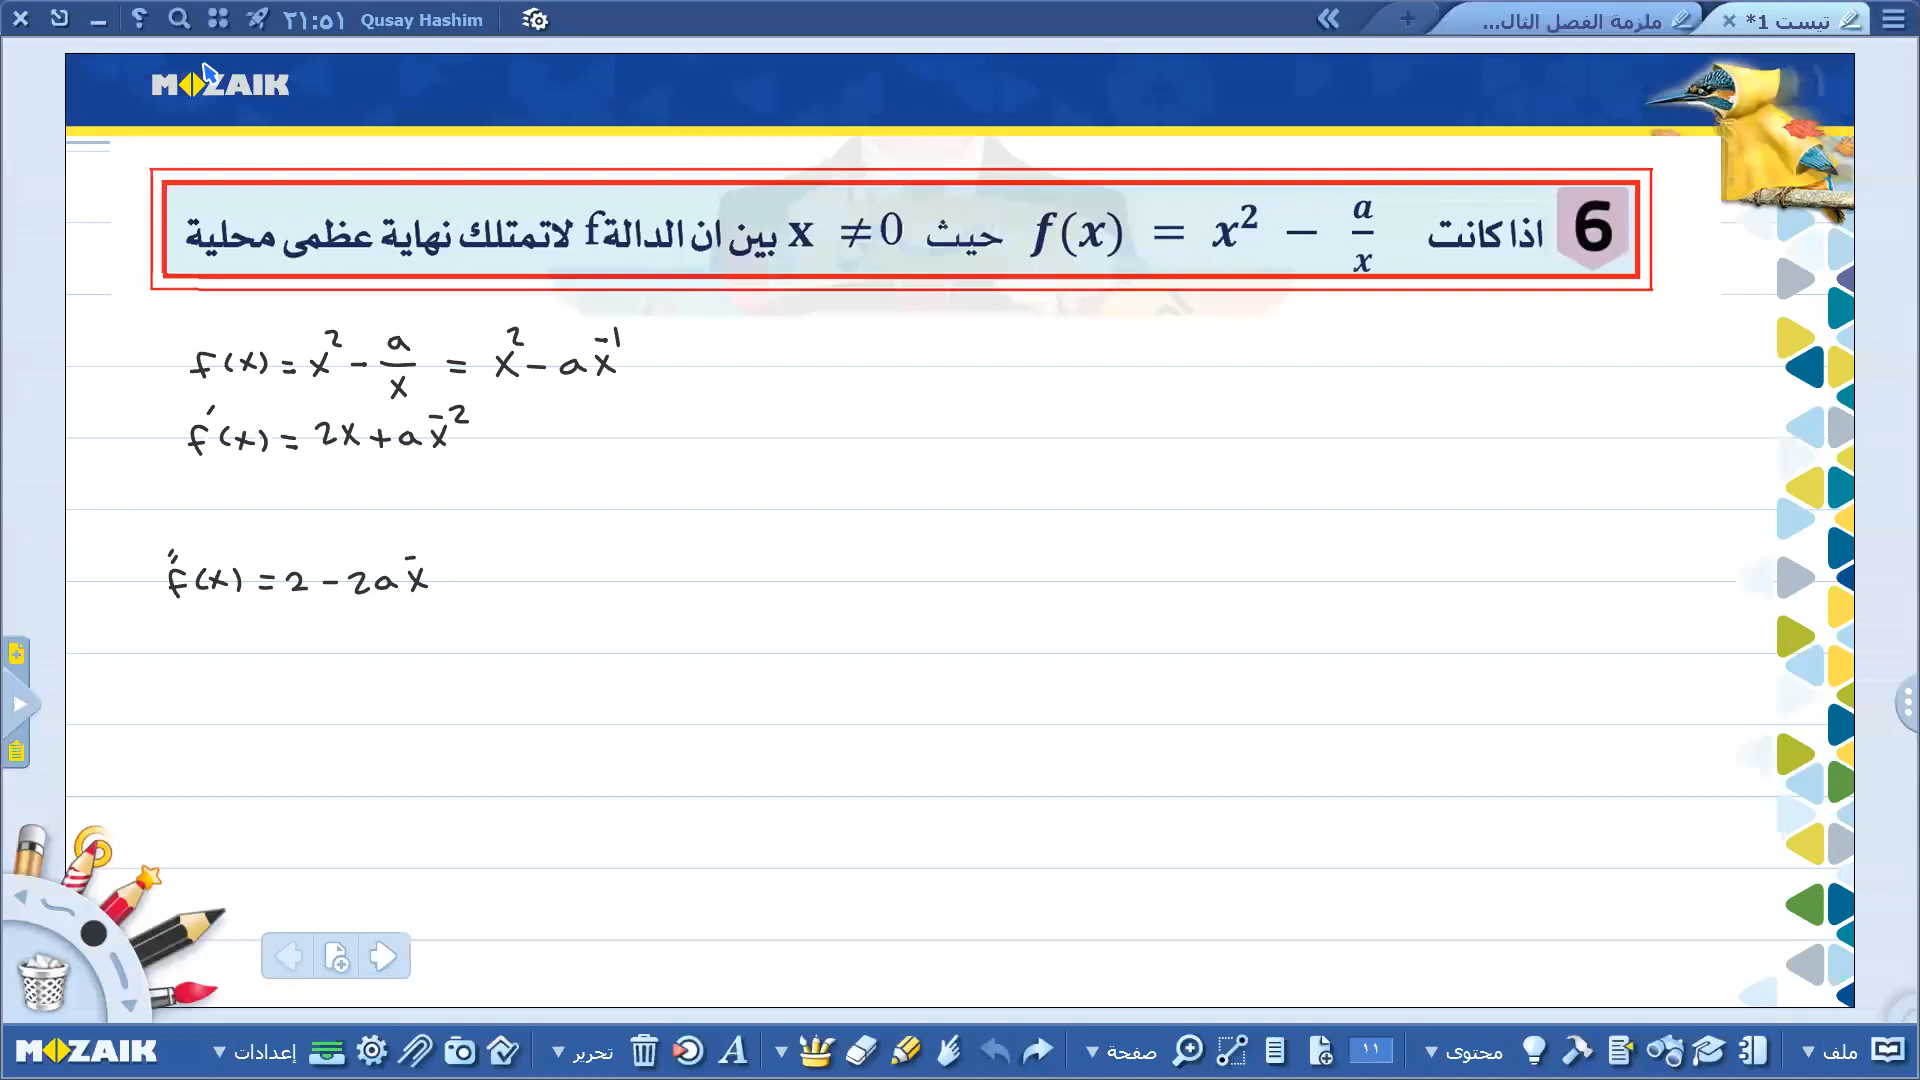 ٢١:٥١ Qusay Hashim
ملزمة الفصل الثال...
تيست 1*
MOZAIK
6 اذا كانت f(x) = x² − a/x حيث x ≠0 بين ان الدالةf لاتمتلك نهاية عظمى محلية
f(x) = x² − a/x = x² − ax⁻¹
f′(x) = 2x + ax⁻²
f″(x) = 2 − 2ax⁻
MOZAIK إعدادات تحرير صفحة ١١ محتوى ملف